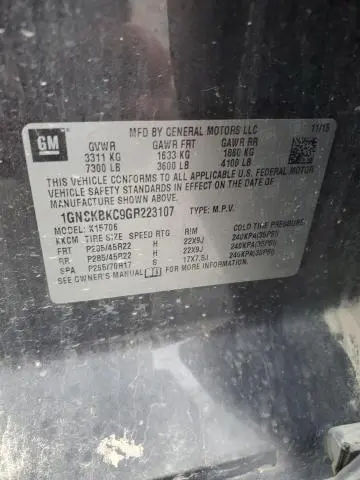 GM
MFD BY GENERAL MOTORS LLC 11/15
GVWR GAWR FRT GAWR RR
3311 KG 1633 KG 1860 KG
7300 LB 3600 LB 4100 LB
THIS VEHICLE CONFORMS TO ALL APPLICABLE U.S. FEDERAL MOTOR
VEHICLE SAFETY STANDARDS IN EFFECT ON THE DATE OF
MANUFACTURE SHOWN ABOVE.
1GNSKBKC9GR223107 TYPE: M.P.V.
MODEL: K15706
KKCM TIRE SIZE SPEED RTG RIM COLD TIRE PRESSURE
FRT P285/45R22 H 22X9J 240KPA(35PSI)
RR P285/45R22 H 22X9J 240KPA(35PSI)
SPA P265/70R17 S 17X7.5J 240KPA(35PSI)
SEE OWNER'S MANUAL FOR MORE INFORMATION.